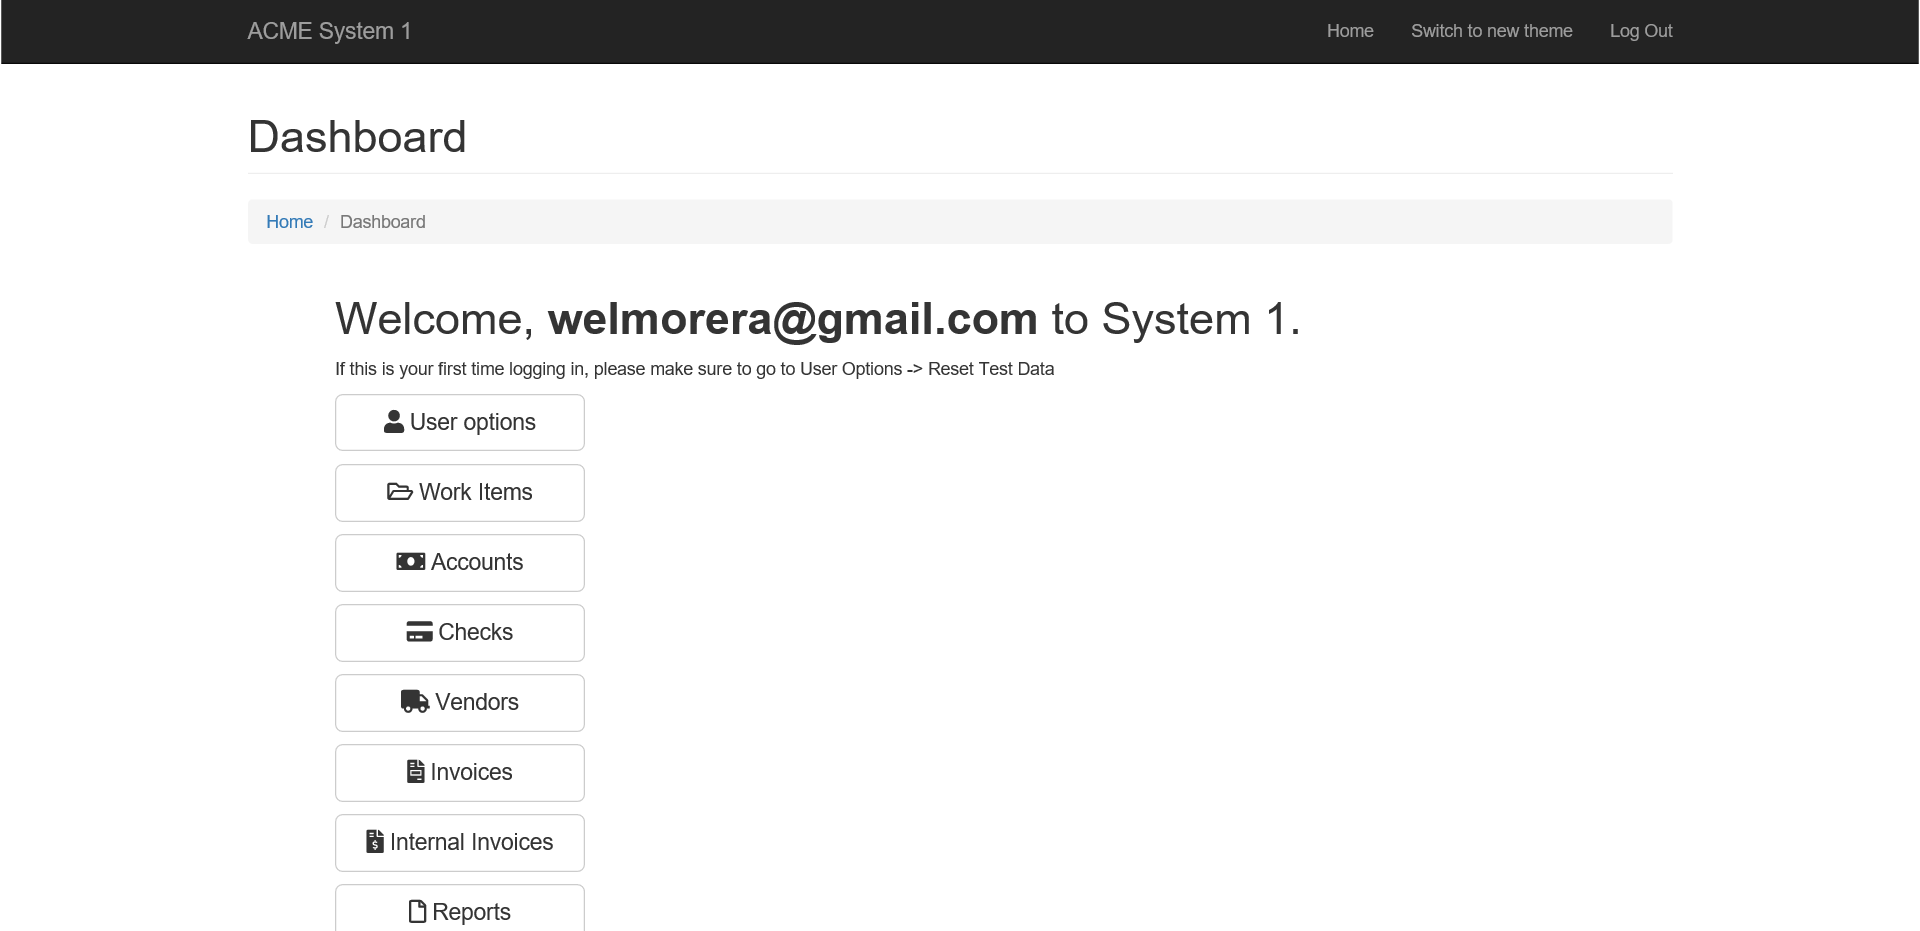 ACME System 1
Home
Switch to new theme
Log Out
Dashboard
Home / Dashboard
Welcome, welmorera@gmail.com to System 1.
If this is your first time logging in, please make sure to go to User Options -> Reset Test Data
User options
Work Items
Accounts
Checks
Vendors
Invoices
Internal Invoices
Reports